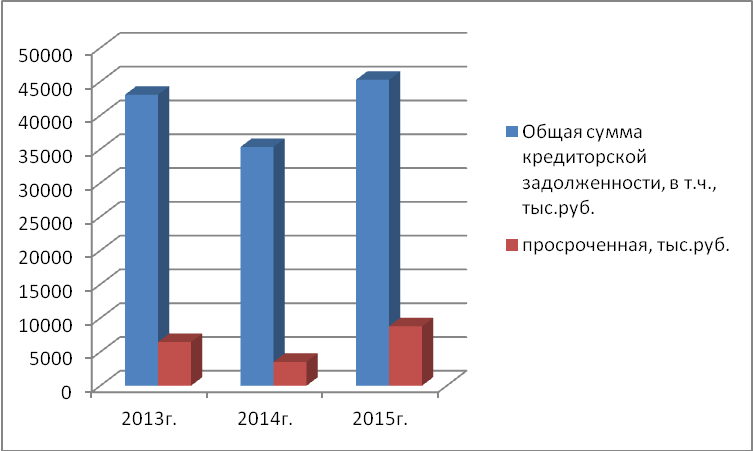 50000
45000
40000
35000
30000
25000
20000
15000
10000
5000
0
2013г.
2014г.
2015г.
Общая сумма
кредиторской
задолженности, в т.ч.,
тыс.руб.
просроченная, тыс.руб.